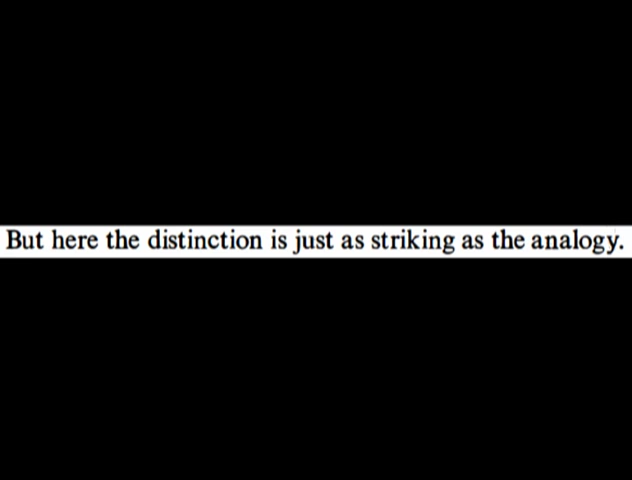 But here the distinction is just as striking as the analogy.